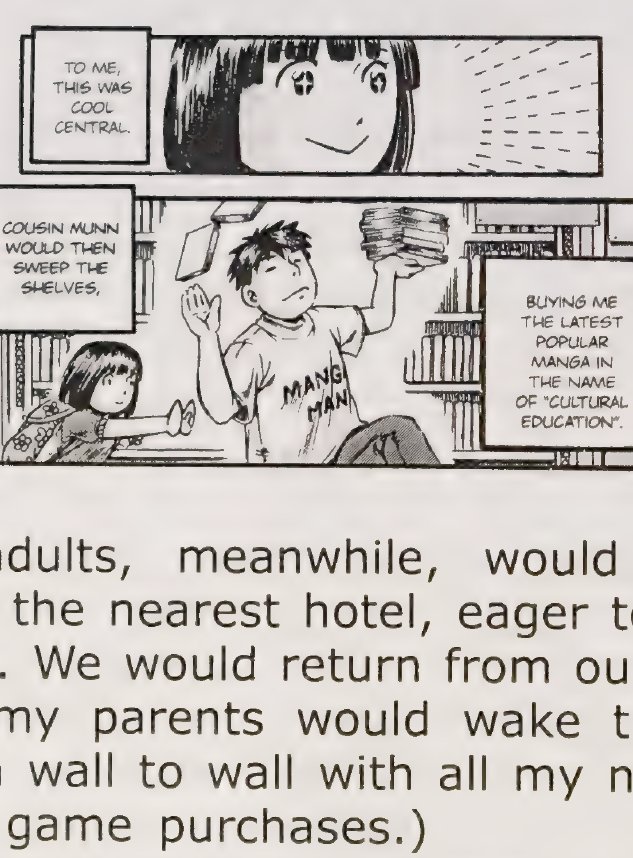 TO ME,
THIS WAS
COOL
CENTRAL.
COUSIN MUNN
WOULD THEN
SWEEP THE
SHELVES,
MANG
MAN
BUYING ME
THE LATEST
POPULAR
MANGA IN
THE NAME
OF "CULTURAL
EDUCATION".
dults, meanwhile, would
the nearest hotel, eager to
. We would return from ou
my parents would wake t
wall to wall with all my n
game purchases.)